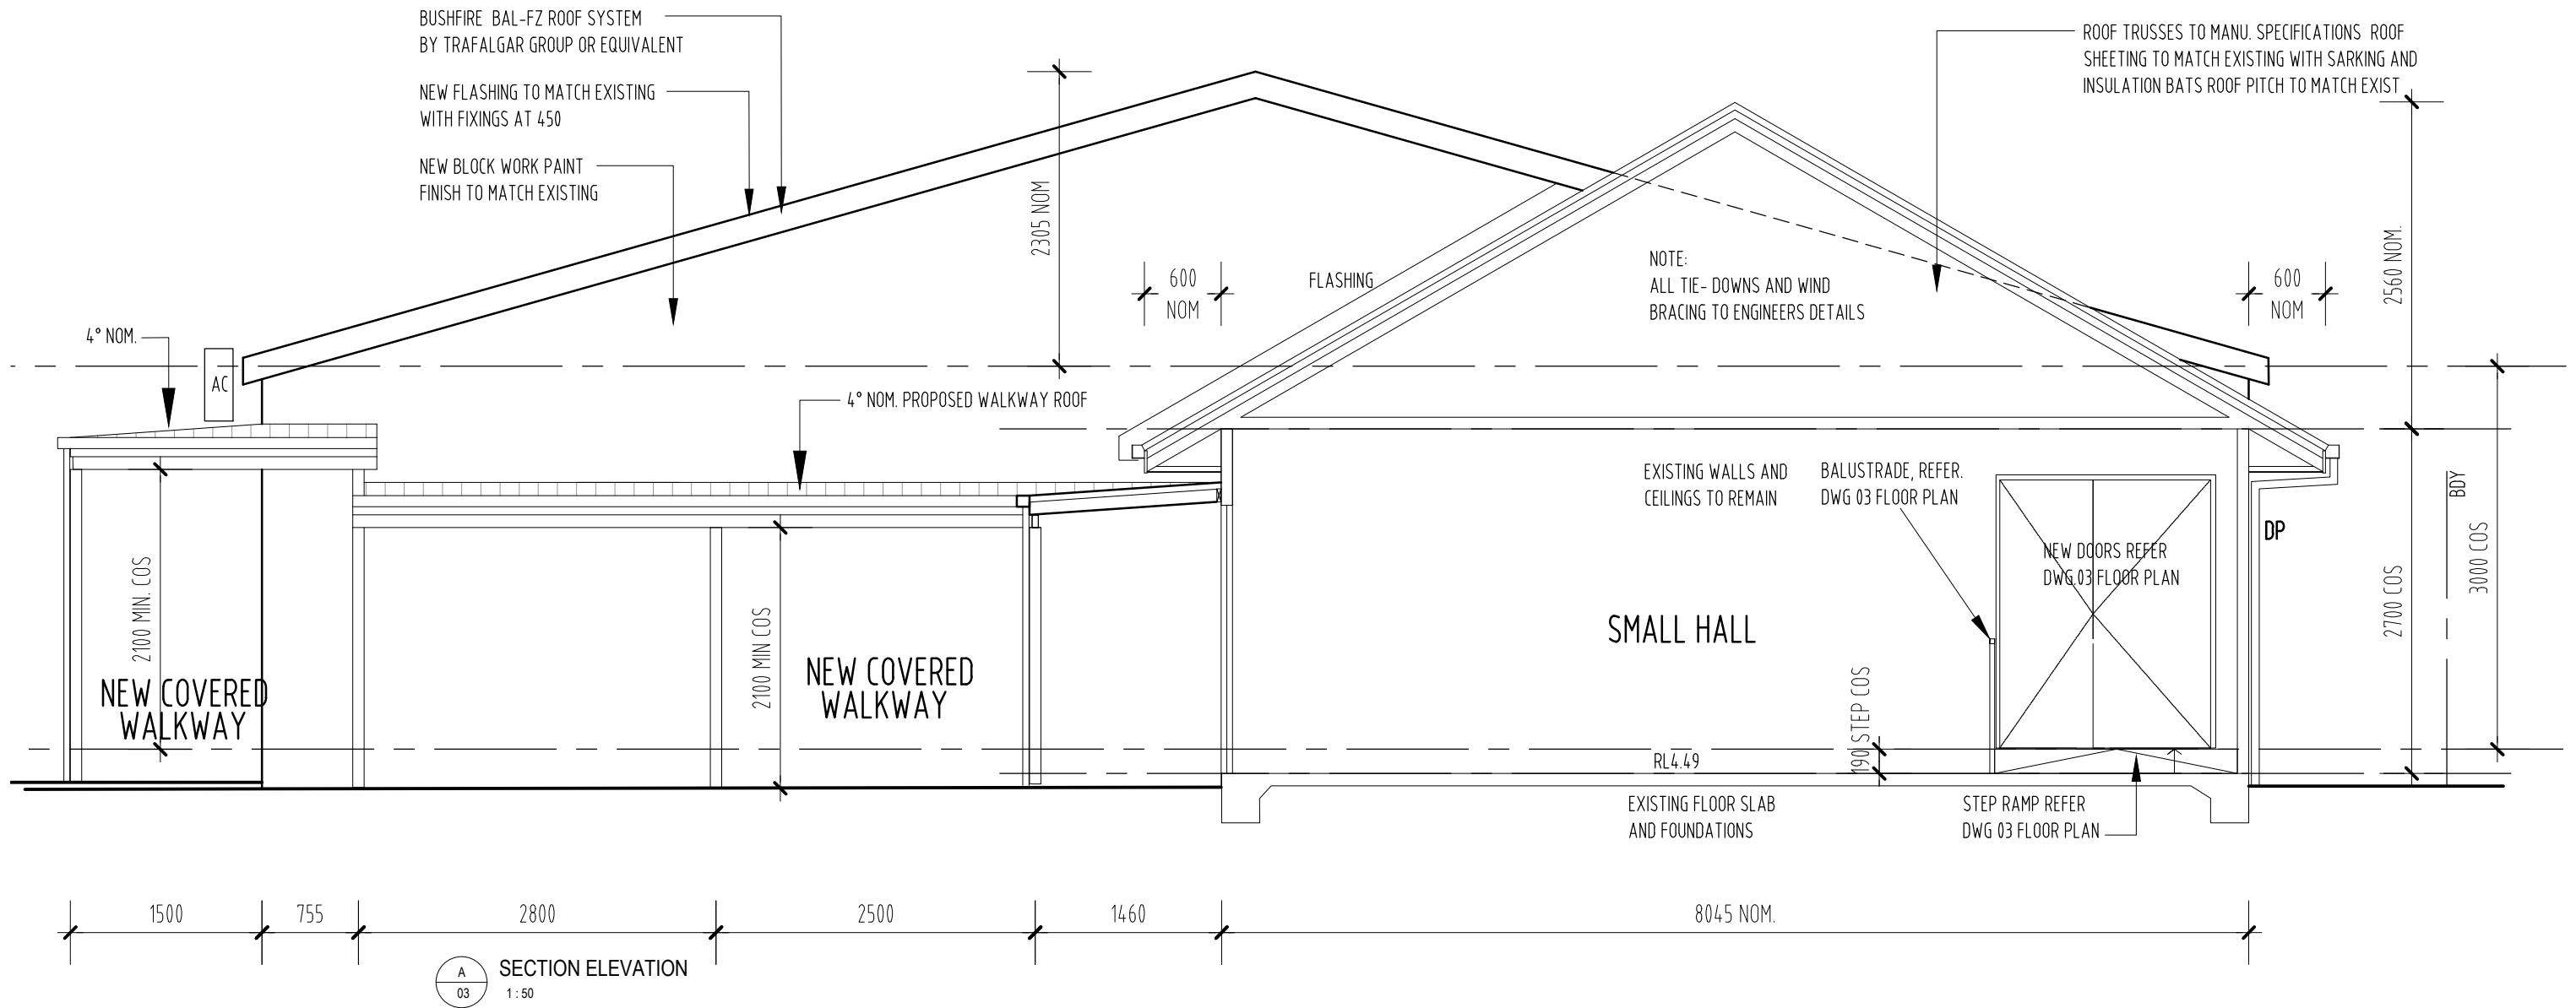 BUSHFIRE BAL-FZ ROOF SYSTEM
BY TRAFALGAR GROUP OR EQUIVALENT
NEW FLASHING TO MATCH EXISTING
WITH FIXINGS AT 450
NEW BLOCK WORK PAINT
FINISH TO MATCH EXISTING
ROOF TRUSSES TO MANU. SPECIFICATIONS ROOF
SHEETING TO MATCH EXISTING WITH SARKING AND
INSULATION BATS ROOF PITCH TO MATCH EXIST
2305 NOM
600
NOM
FLASHING
NOTE:
ALL TIE- DOWNS AND WIND
BRACING TO ENGINEERS DETAILS
2560 NOM.
600
NOM
4° NOM.
AC
4° NOM. PROPOSED WALKWAY ROOF
EXISTING WALLS AND
CEILINGS TO REMAIN
BALUSTRADE, REFER.
DWG 03 FLOOR PLAN
NEW DOORS REFER
DWG.03 FLOOR PLAN
DP
BDY
3000 COS
2700 COS
2100 MIN. COS
NEW COVERED
WALKWAY
2100 MIN COS
NEW COVERED
WALKWAY
SMALL HALL
190 STEP COS
RL4.49
EXISTING FLOOR SLAB
AND FOUNDATIONS
STEP RAMP REFER
DWG 03 FLOOR PLAN
1500
755
2800
2500
1460
8045 NOM.
A
03
SECTION ELEVATION
1 : 50